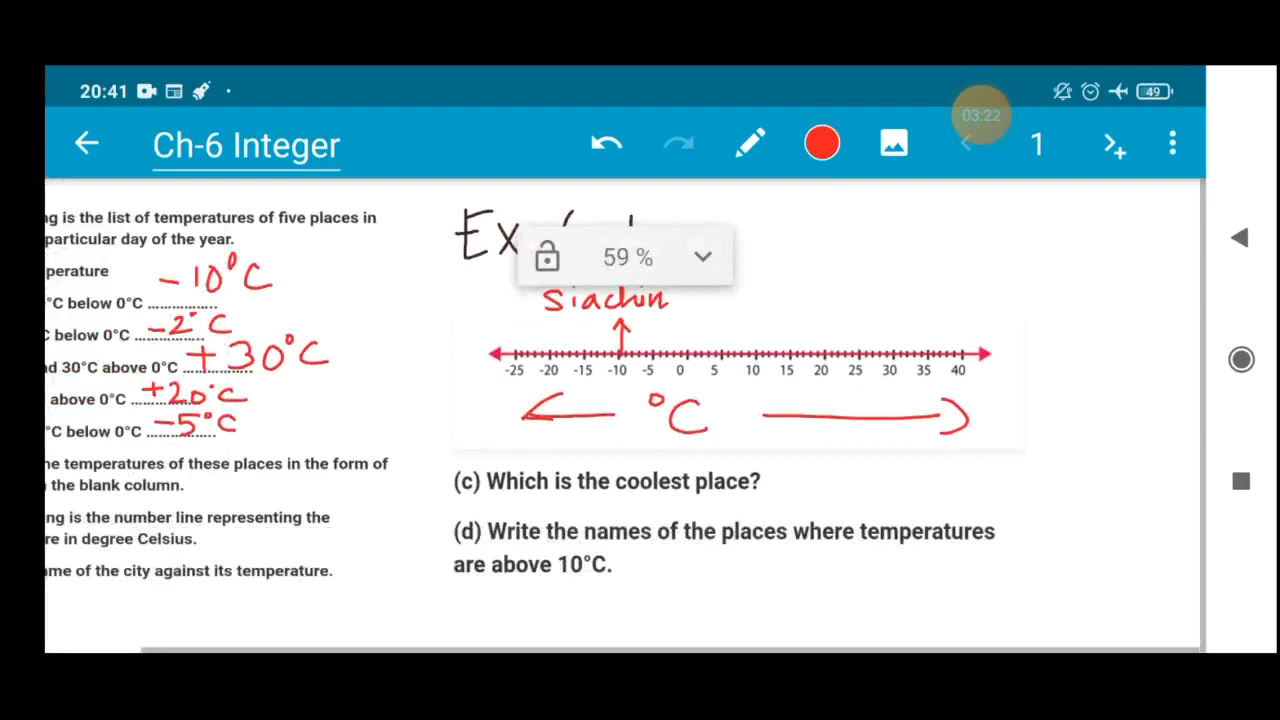 20:41
49
03:22
Ch-6 Integer
1
ng is the list of temperatures of five places in
particular day of the year.
perature
°C below 0°C ................. -10°C
C below 0°C ................. -2°C
nd 30°C above 0°C ................. +30°C
above 0°C ................. +20°C
°C below 0°C ................. -5°C
he temperatures of these places in the form of
the blank column.
ng is the number line representing the
re in degree Celsius.
ame of the city against its temperature.
Ex
59 %
Siachin
-25 -20 -15 -10 -5 0 5 10 15 20 25 30 35 40
°C
(c) Which is the coolest place?
(d) Write the names of the places where temperatures
are above 10°C.